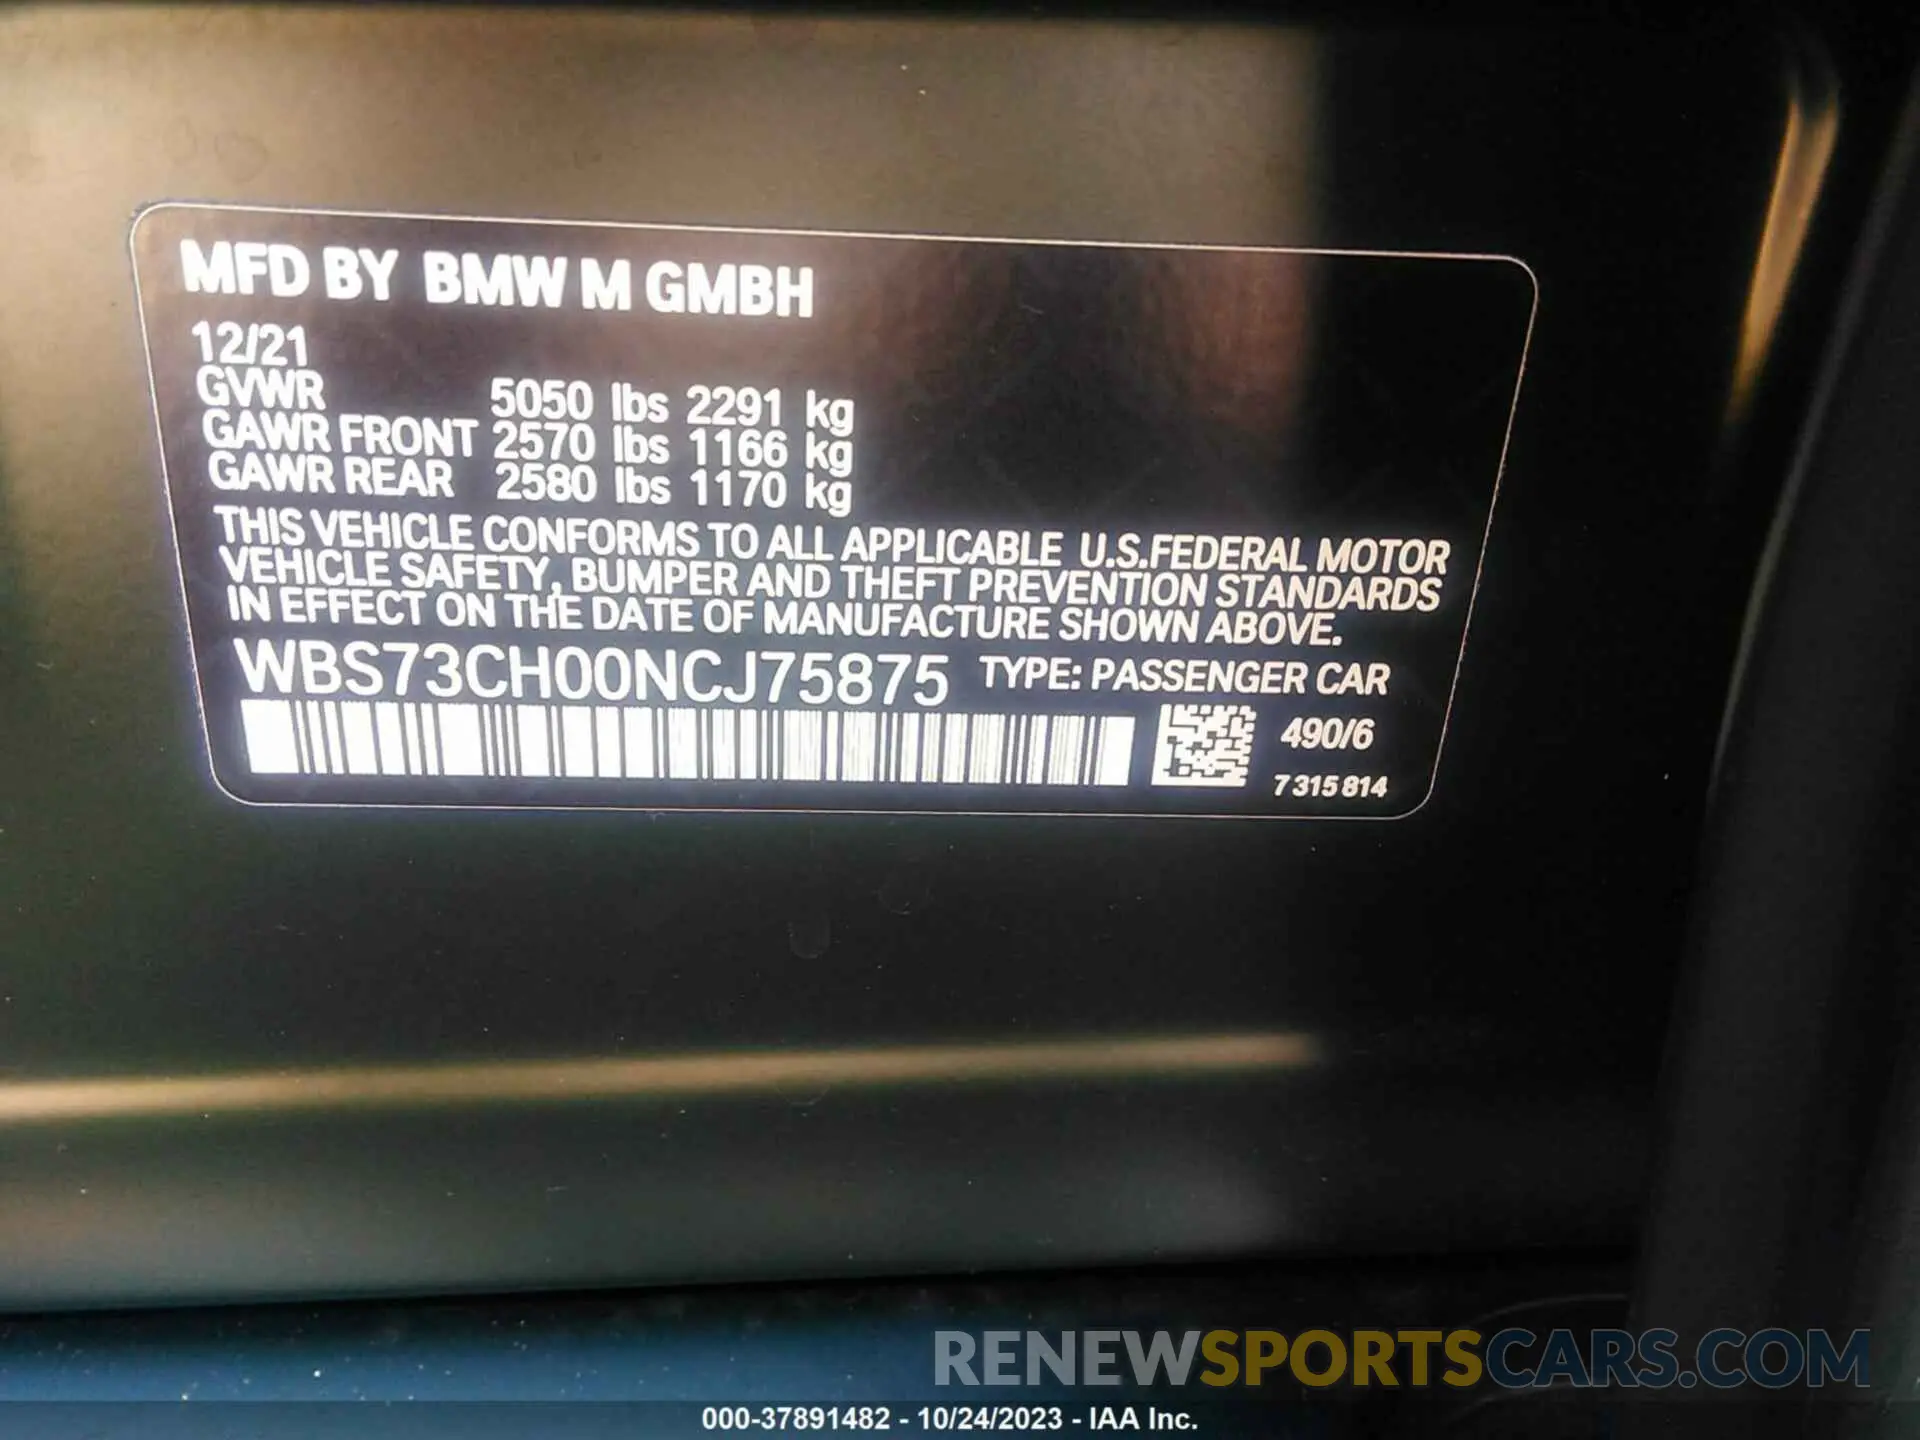 MFD BY BMW M GMBH
12/21
GVWR 5050 lbs 2291 kg
GAWR FRONT 2570 lbs 1166 kg
GAWR REAR 2580 lbs 1170 kg
THIS VEHICLE CONFORMS TO ALL APPLICABLE U.S.FEDERAL MOTOR
VEHICLE SAFETY, BUMPER AND THEFT PREVENTION STANDARDS
IN EFFECT ON THE DATE OF MANUFACTURE SHOWN ABOVE.
WBS73CH00NCJ75875 TYPE: PASSENGER CAR
490/6
7 315 814
RENEWSPORTSCARS.COM
000-37891482 - 10/24/2023 - IAA Inc.